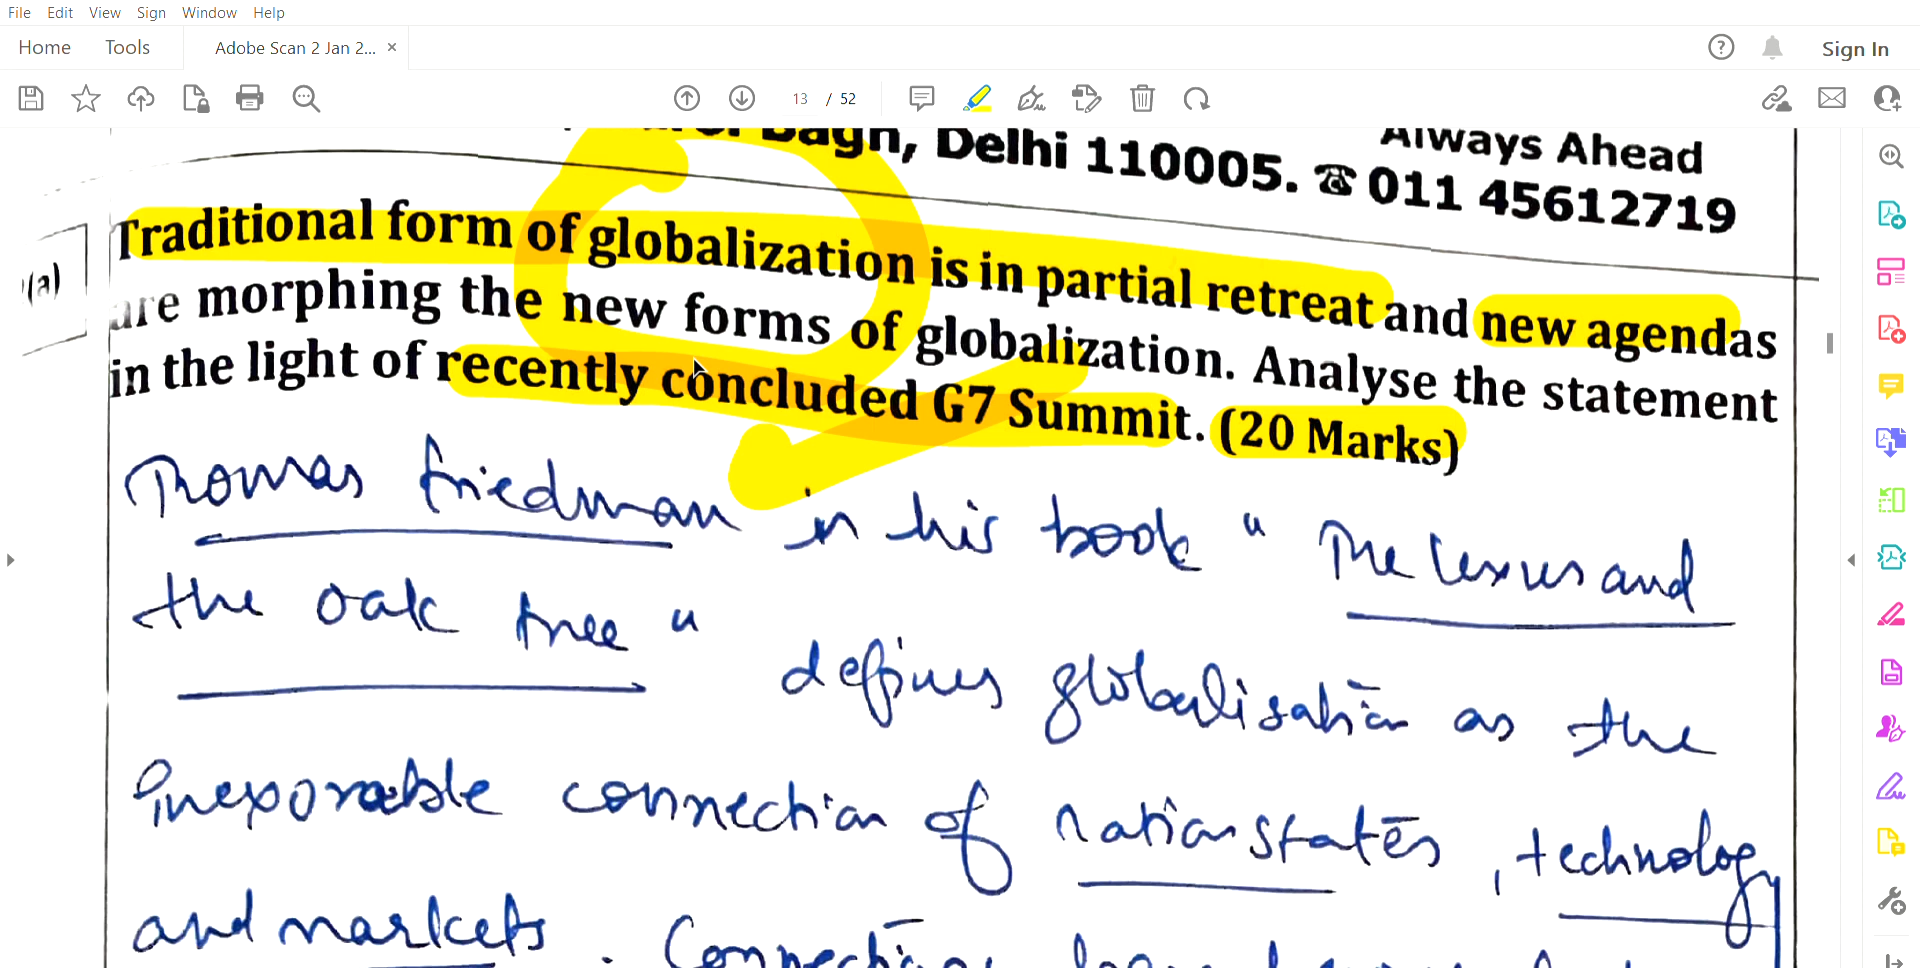 File Edit View Sign Window Help
Home Tools Adobe Scan 2 Jan 2... × Sign In
13 / 52
Bagh, Delhi 110005. ☎ 011 45612719
Always Ahead
(a)
Traditional form of globalization is in partial retreat and new agendas
are morphing the new forms of globalization. Analyse the statement
in the light of recently concluded G7 Summit. (20 Marks)
Thomas Friedman in his book " The Lexus and
the oak tree " defines globalisation as the
inexorable connection of nation states, technology
and markets.